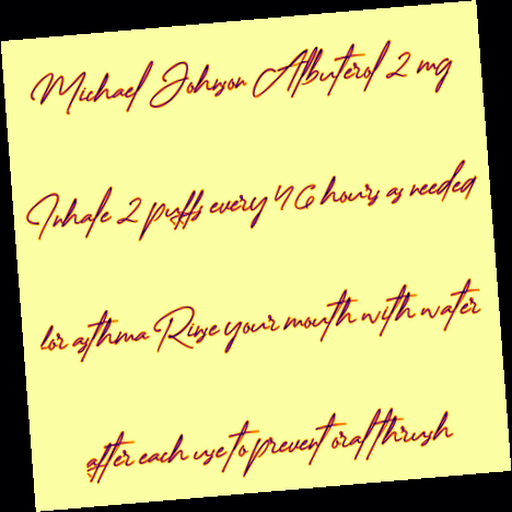 Michael Johnson Albuterol 2 mg
Inhale 2 puffs every 4 6 hours as needed
for asthma Rinse your mouth with water
after each use to prevent oral thrush